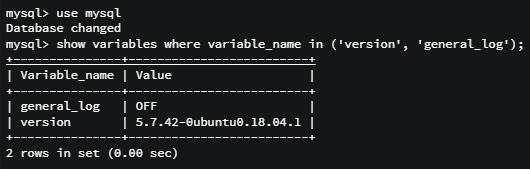 mysql> use mysql
Database changed
mysql> show variables where variable_name in ('version', 'general_log');
+---------------+-------------------------+
| Variable_name | Value                   |
+---------------+-------------------------+
| general_log   | OFF                     |
| version       | 5.7.42-0ubuntu0.18.04.1 |
+---------------+-------------------------+
2 rows in set (0.00 sec)